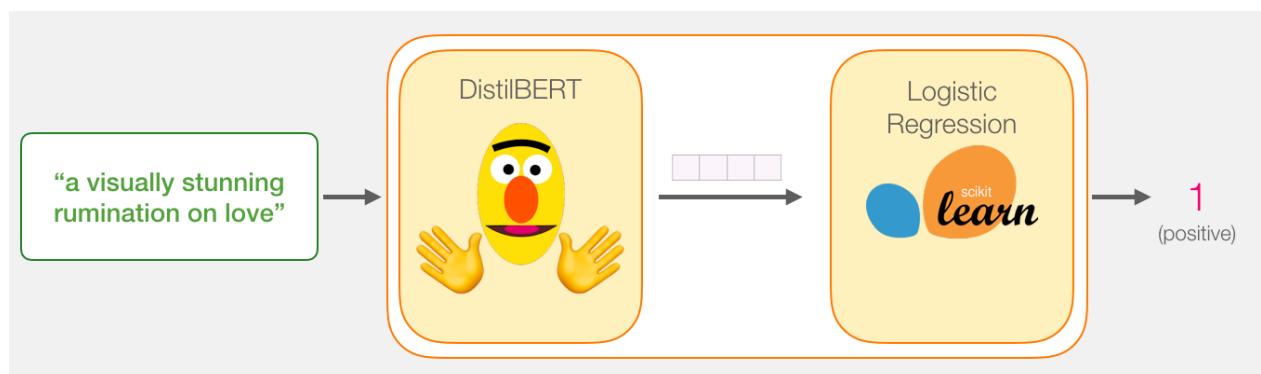 DistilBERT
Logistic
Regression
“a visually stunning
rumination on love”
scikit
learn
1
(positive)